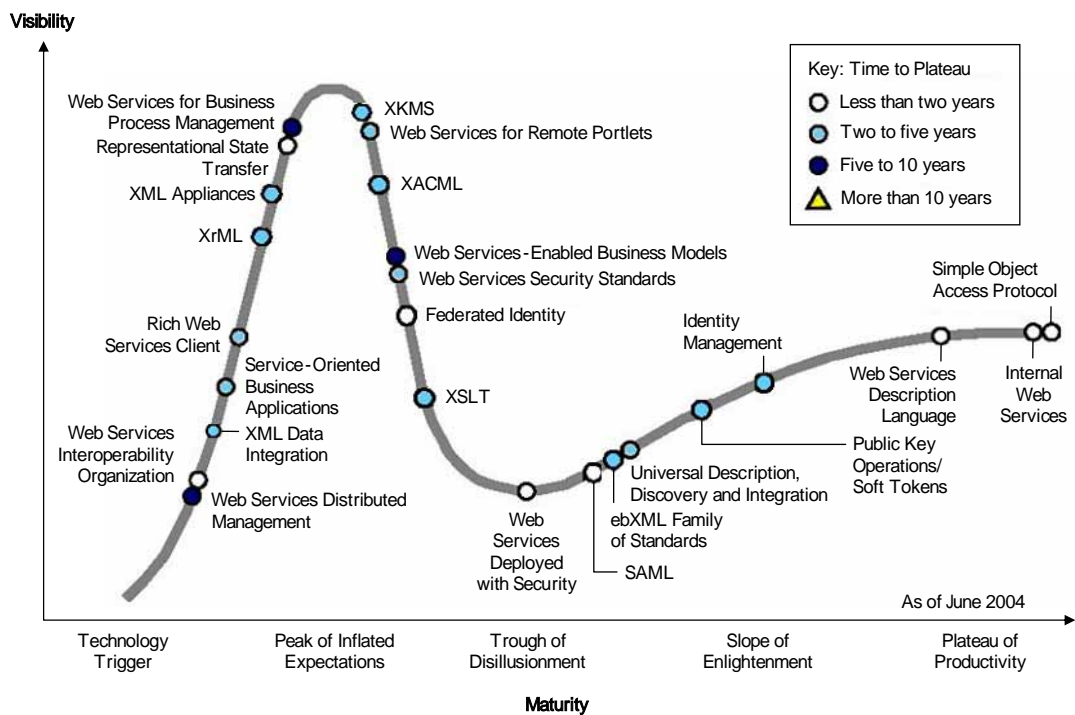 Visibility
Key: Time to Plateau
Less than two years
Two to five years
Five to 10 years
More than 10 years
Web Services for Business
Process Management
Representational State
Transfer
XML Appliances
XrML
Rich Web
Services Client
Service-Oriented
Business
Applications
XML Data
Integration
Web Services
Interoperability
Organization
Web Services Distributed
Management
XKMS
Web Services for Remote Portlets
XACML
Web Services-Enabled Business Models
Web Services Security Standards
Federated Identity
XSLT
Web
Services
Deployed
with Security
SAML
ebXML Family
of Standards
Universal Description,
Discovery and Integration
Public Key
Operations/
Soft Tokens
Identity
Management
Web Services
Description
Language
Internal
Web
Services
Simple Object
Access Protocol
As of June 2004
Technology
Trigger
Peak of Inflated
Expectations
Trough of
Disillusionment
Slope of
Enlightenment
Plateau of
Productivity
Maturity